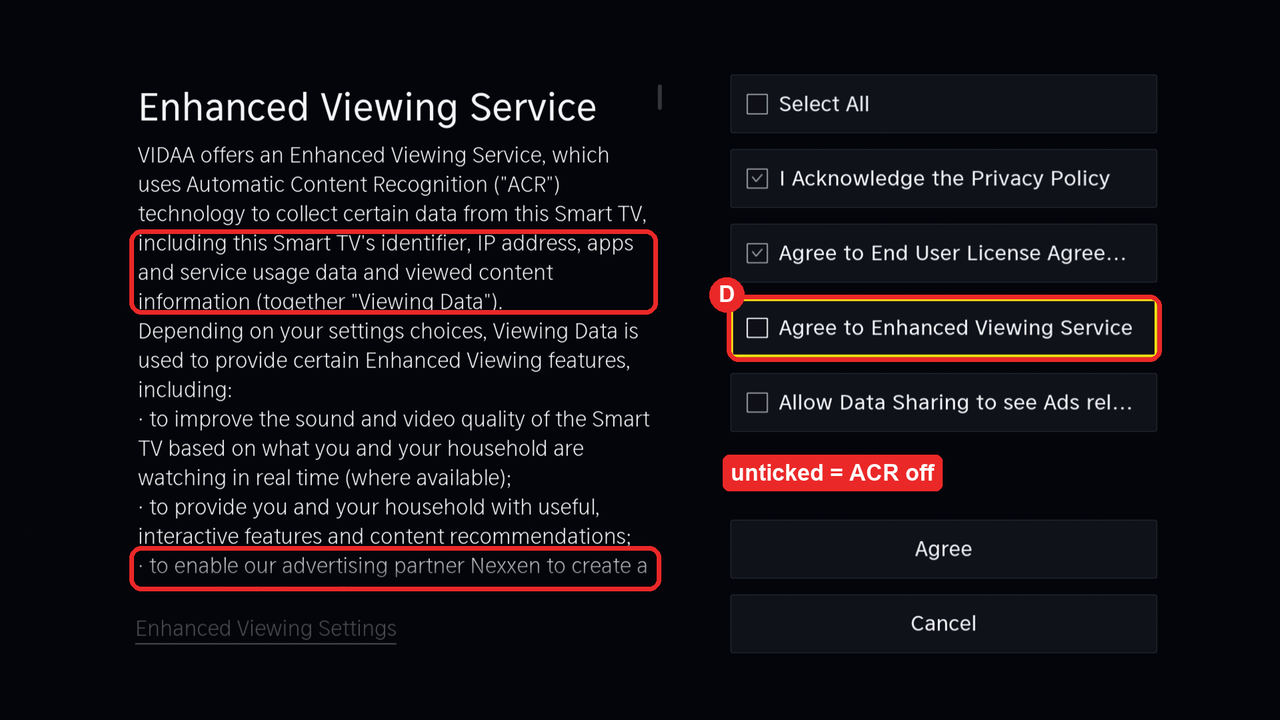 Enhanced Viewing Service
VIDAA offers an Enhanced Viewing Service, which
uses Automatic Content Recognition ("ACR")
technology to collect certain data from this Smart TV,
including this Smart TV's identifier, IP address, apps
and service usage data and viewed content
information (together "Viewing Data").
Depending on your settings choices, Viewing Data is
used to provide certain Enhanced Viewing features,
including:
· to improve the sound and video quality of the Smart
TV based on what you and your household are
watching in real time (where available);
· to provide you and your household with useful,
interactive features and content recommendations;
· to enable our advertising partner Nexxen to create a
Enhanced Viewing Settings
Select All
I Acknowledge the Privacy Policy
Agree to End User License Agree...
D
Agree to Enhanced Viewing Service
Allow Data Sharing to see Ads rel...
unticked = ACR off
Agree
Cancel